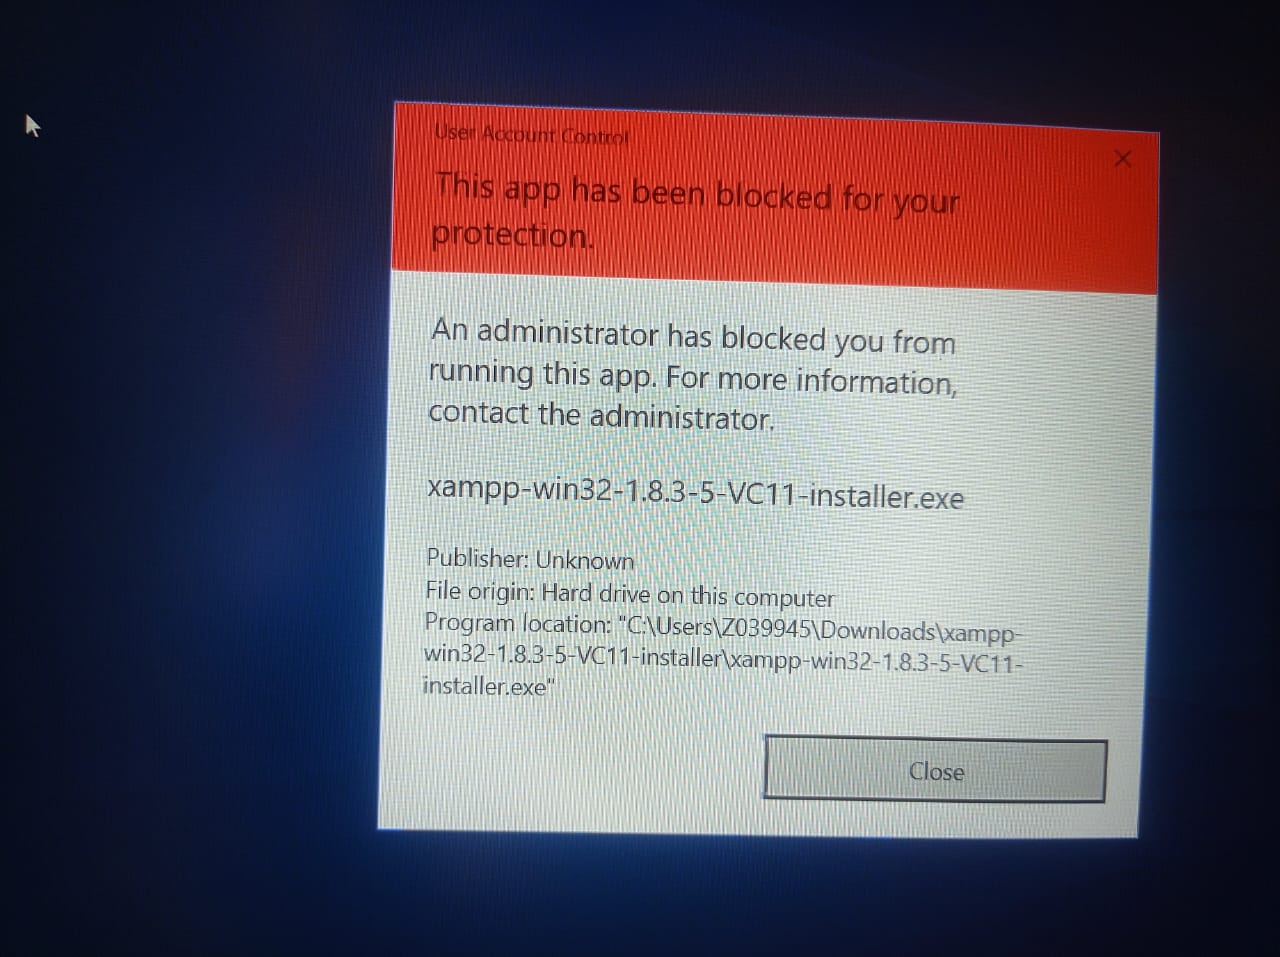 User Account Control
This app has been blocked for your
protection.
An administrator has blocked you from
running this app. For more information,
contact the administrator.
xampp-win32-1.8.3-5-VC11-installer.exe
Publisher: Unknown
File origin: Hard drive on this computer
Program location: "C:\Users\Z039945\Downloads\xampp-
win32-1.8.3-5-VC11-installer\xampp-win32-1.8.3-5-VC11-
installer.exe"
Close